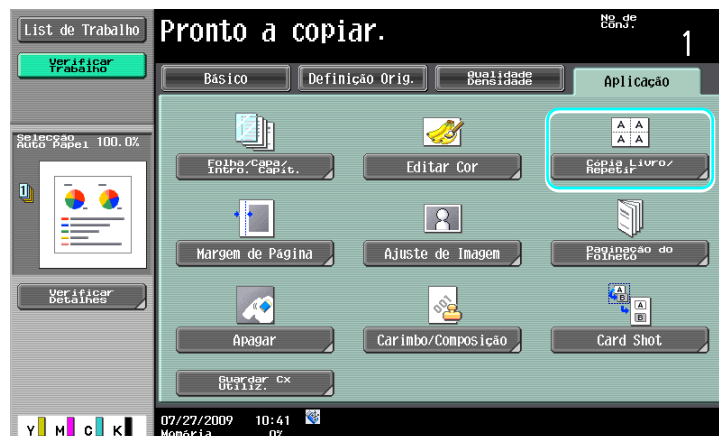 List de Trabalho
Verificar
Trabalho
Selecção
Auto Papel 100.0%
Verificar
Detalhes
Y M C K
Pronto a copiar.
No de
Conj.
1
Básico
Definição Orig.
Qualidade
Densidade
Aplicação
Folha/Capa/
Intro. Capít.
Editar Cor
A A
A A
Cópia Livro/
Repetir
Margem de Página
Ajuste de Imagem
Paginação do
Folheto
Apagar
001
Carimbo/Composição
A
B
A
B
Card Shot
Guardar Cx
Utiliz.
07/27/2009 10:41
Memória 0%